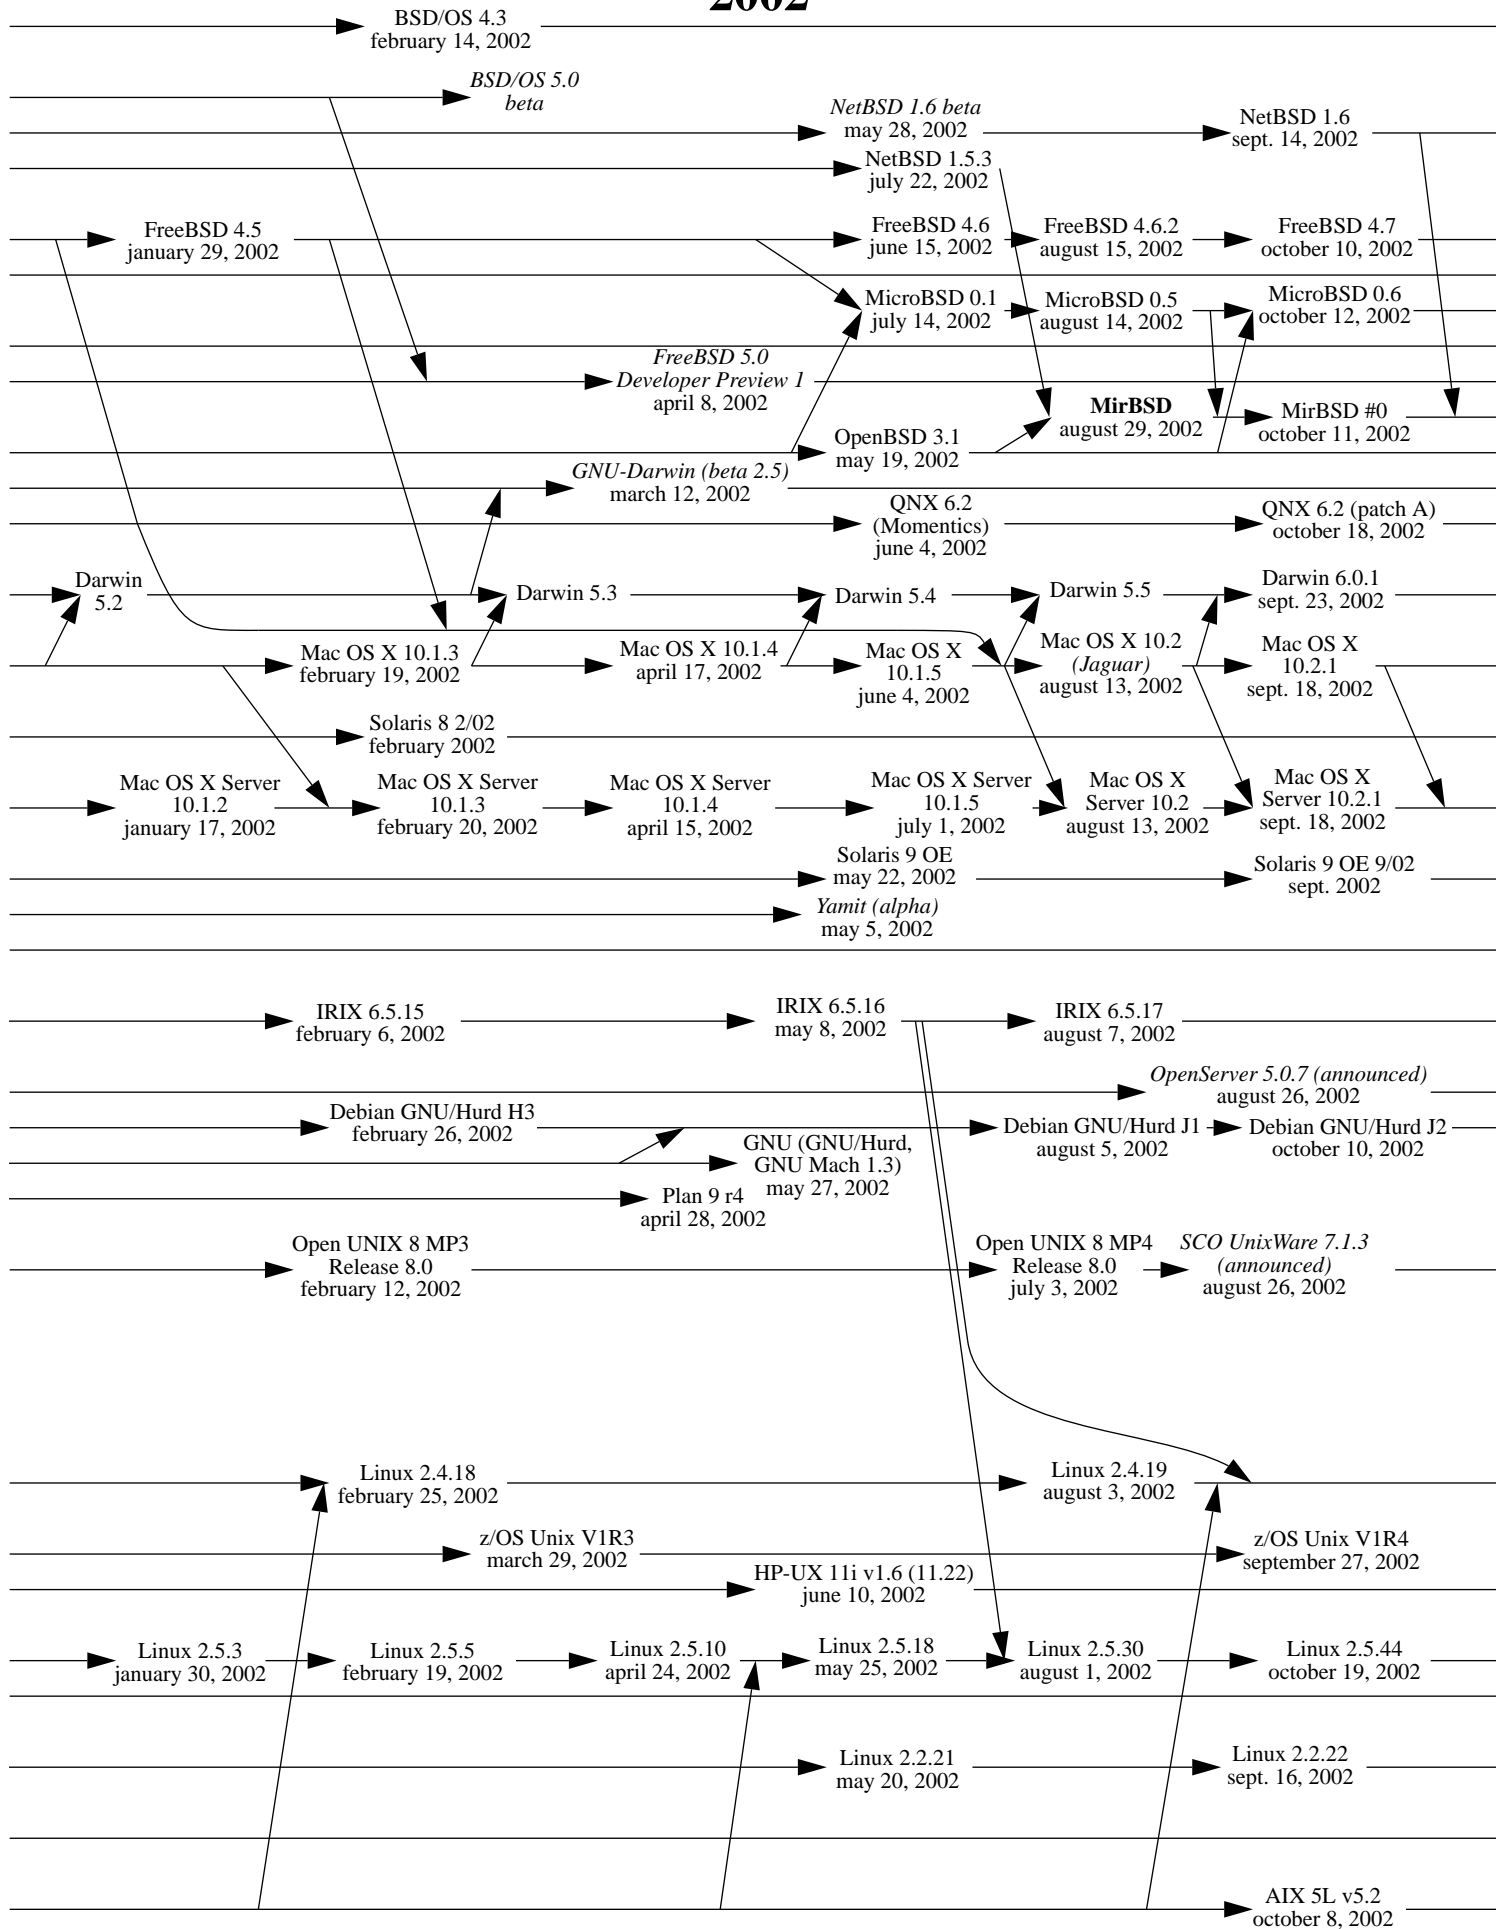 2002
BSD/OS 4.3
february 14, 2002
BSD/OS 5.0
beta
NetBSD 1.6 beta
may 28, 2002
NetBSD 1.6
sept. 14, 2002
NetBSD 1.5.3
july 22, 2002
FreeBSD 4.5
january 29, 2002
FreeBSD 4.6
june 15, 2002
FreeBSD 4.6.2
august 15, 2002
FreeBSD 4.7
october 10, 2002
MicroBSD 0.1
july 14, 2002
MicroBSD 0.5
august 14, 2002
MicroBSD 0.6
october 12, 2002
FreeBSD 5.0
Developer Preview 1
april 8, 2002
MirBSD
august 29, 2002
MirBSD #0
october 11, 2002
OpenBSD 3.1
may 19, 2002
GNU-Darwin (beta 2.5)
march 12, 2002
QNX 6.2
(Momentics)
june 4, 2002
QNX 6.2 (patch A)
october 18, 2002
Darwin
5.2
Darwin 5.3
Darwin 5.4
Darwin 5.5
Darwin 6.0.1
sept. 23, 2002
Mac OS X 10.1.3
february 19, 2002
Mac OS X 10.1.4
april 17, 2002
Mac OS X
10.1.5
june 4, 2002
Mac OS X 10.2
(Jaguar)
august 13, 2002
Mac OS X
10.2.1
sept. 18, 2002
Solaris 8 2/02
february 2002
Mac OS X Server
10.1.2
january 17, 2002
Mac OS X Server
10.1.3
february 20, 2002
Mac OS X Server
10.1.4
april 15, 2002
Mac OS X Server
10.1.5
july 1, 2002
Mac OS X
Server 10.2
august 13, 2002
Mac OS X
Server 10.2.1
sept. 18, 2002
Solaris 9 OE
may 22, 2002
Solaris 9 OE 9/02
sept. 2002
Yamit (alpha)
may 5, 2002
IRIX 6.5.15
february 6, 2002
IRIX 6.5.16
may 8, 2002
IRIX 6.5.17
august 7, 2002
OpenServer 5.0.7 (announced)
august 26, 2002
Debian GNU/Hurd H3
february 26, 2002
Debian GNU/Hurd J1
august 5, 2002
Debian GNU/Hurd J2
october 10, 2002
GNU (GNU/Hurd,
GNU Mach 1.3)
may 27, 2002
Plan 9 r4
april 28, 2002
Open UNIX 8 MP3
Release 8.0
february 12, 2002
Open UNIX 8 MP4
Release 8.0
july 3, 2002
SCO UnixWare 7.1.3
(announced)
august 26, 2002
Linux 2.4.18
february 25, 2002
Linux 2.4.19
august 3, 2002
z/OS Unix V1R3
march 29, 2002
z/OS Unix V1R4
september 27, 2002
HP-UX 11i v1.6 (11.22)
june 10, 2002
Linux 2.5.3
january 30, 2002
Linux 2.5.5
february 19, 2002
Linux 2.5.10
april 24, 2002
Linux 2.5.18
may 25, 2002
Linux 2.5.30
august 1, 2002
Linux 2.5.44
october 19, 2002
Linux 2.2.21
may 20, 2002
Linux 2.2.22
sept. 16, 2002
AIX 5L v5.2
october 8, 2002